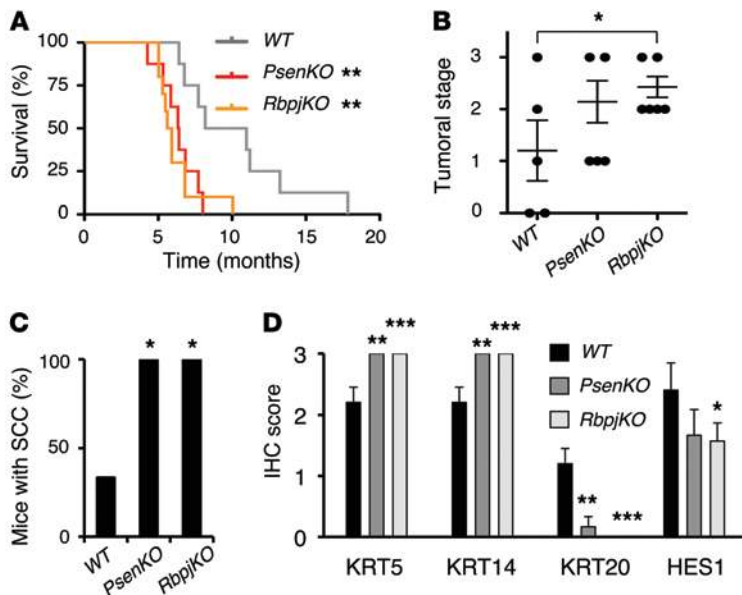 A
Survival (%)
100
75
50
25
0
0 5 10 15 20
Time (months)
WT
PsenKO **
RbpjKO **
B
*
Tumoral stage
3
2
1
0
WT PsenKO RbpjKO
C
Mice with SCC (%)
100
50
0
* *
WT PsenKO RbpjKO
D
IHC score
3
2
1
0
** *** ** *** ** *** *
WT
PsenKO
RbpjKO
KRT5 KRT14 KRT20 HES1